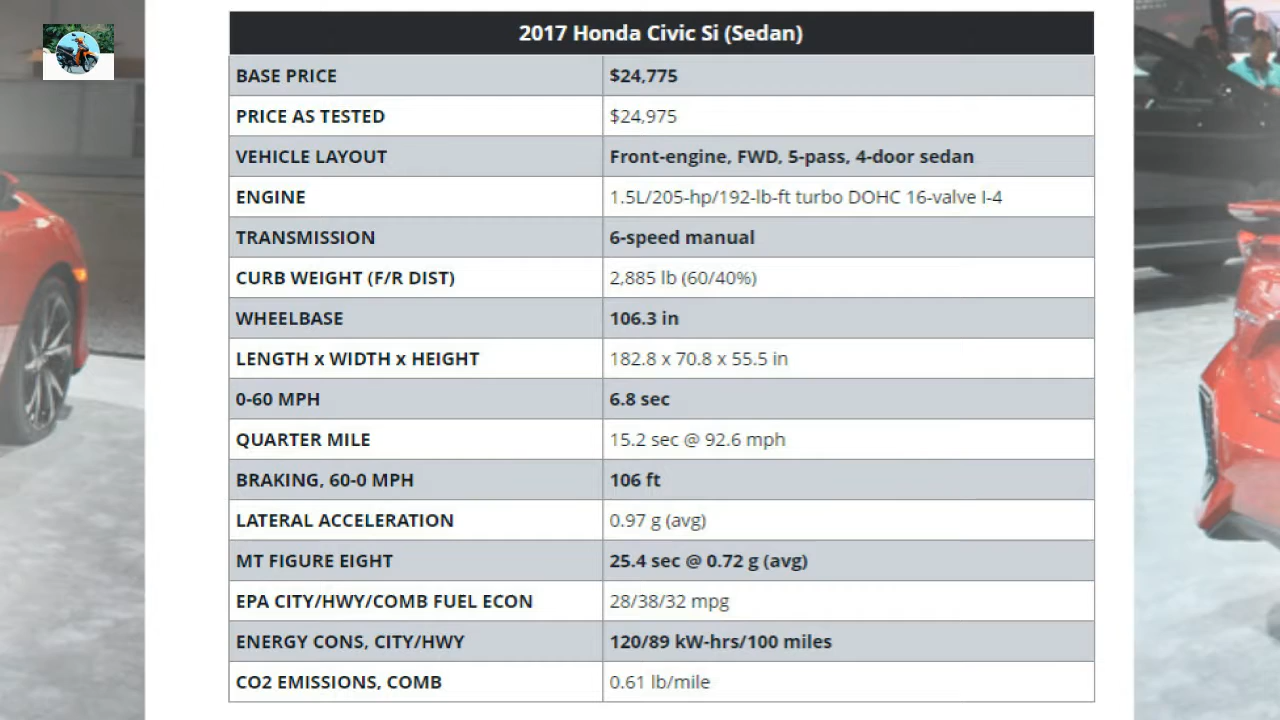 2017 Honda Civic Si (Sedan)
BASE PRICE $24,775
PRICE AS TESTED $24,975
VEHICLE LAYOUT Front-engine, FWD, 5-pass, 4-door sedan
ENGINE 1.5L/205-hp/192-lb-ft turbo DOHC 16-valve I-4
TRANSMISSION 6-speed manual
CURB WEIGHT (F/R DIST) 2,885 lb (60/40%)
WHEELBASE 106.3 in
LENGTH x WIDTH x HEIGHT 182.8 x 70.8 x 55.5 in
0-60 MPH 6.8 sec
QUARTER MILE 15.2 sec @ 92.6 mph
BRAKING, 60-0 MPH 106 ft
LATERAL ACCELERATION 0.97 g (avg)
MT FIGURE EIGHT 25.4 sec @ 0.72 g (avg)
EPA CITY/HWY/COMB FUEL ECON 28/38/32 mpg
ENERGY CONS, CITY/HWY 120/89 kW-hrs/100 miles
CO2 EMISSIONS, COMB 0.61 lb/mile